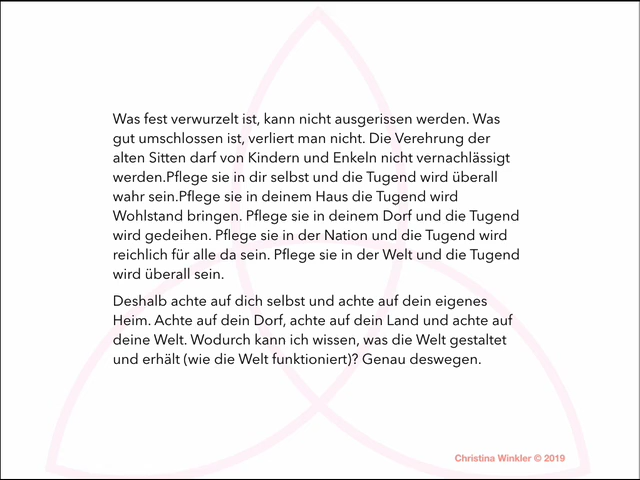 Was fest verwurzelt ist, kann nicht ausgerissen werden. Was
gut umschlossen ist, verliert man nicht. Die Verehrung der
alten Sitten darf von Kindern und Enkeln nicht vernachlässigt
werden.Pflege sie in dir selbst und die Tugend wird überall
wahr sein.Pflege sie in deinem Haus die Tugend wird
Wohlstand bringen. Pflege sie in deinem Dorf und die Tugend
wird gedeihen. Pflege sie in der Nation und die Tugend wird
reichlich für alle da sein. Pflege sie in der Welt und die Tugend
wird überall sein.
Deshalb achte auf dich selbst und achte auf dein eigenes
Heim. Achte auf dein Dorf, achte auf dein Land und achte auf
deine Welt. Wodurch kann ich wissen, was die Welt gestaltet
und erhält (wie die Welt funktioniert)? Genau deswegen.
Christina Winkler © 2019